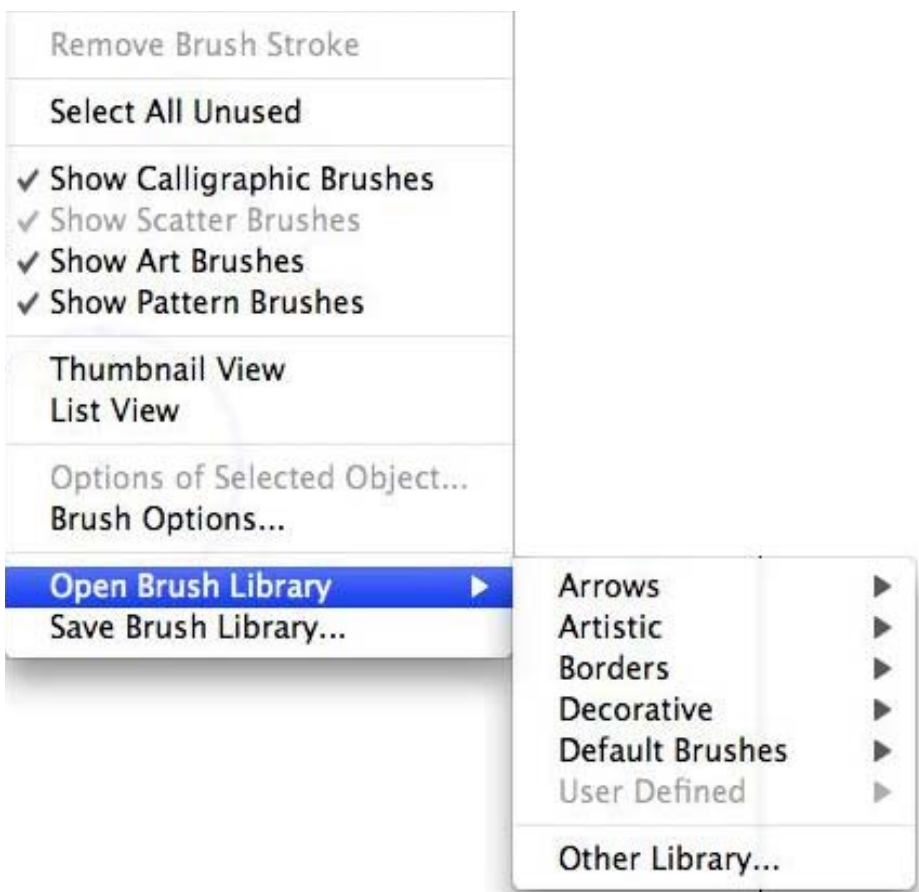 Remove Brush Stroke
Select All Unused
Show Calligraphic Brushes
Show Scatter Brushes
Show Art Brushes
Show Pattern Brushes
Thumbnail View
List View
Options of Selected Object...
Brush Options...
Open Brush Library
Save Brush Library...
Arrows
Artistic
Borders
Decorative
Default Brushes
User Defined
Other Library...